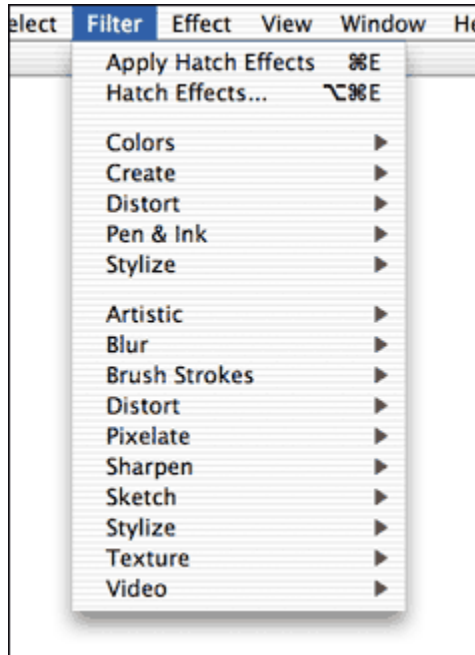 elect Filter Effect View Window He
Apply Hatch Effects ⌘E
Hatch Effects... ⌥⌘E
Colors
Create
Distort
Pen & Ink
Stylize
Artistic
Blur
Brush Strokes
Distort
Pixelate
Sharpen
Sketch
Stylize
Texture
Video